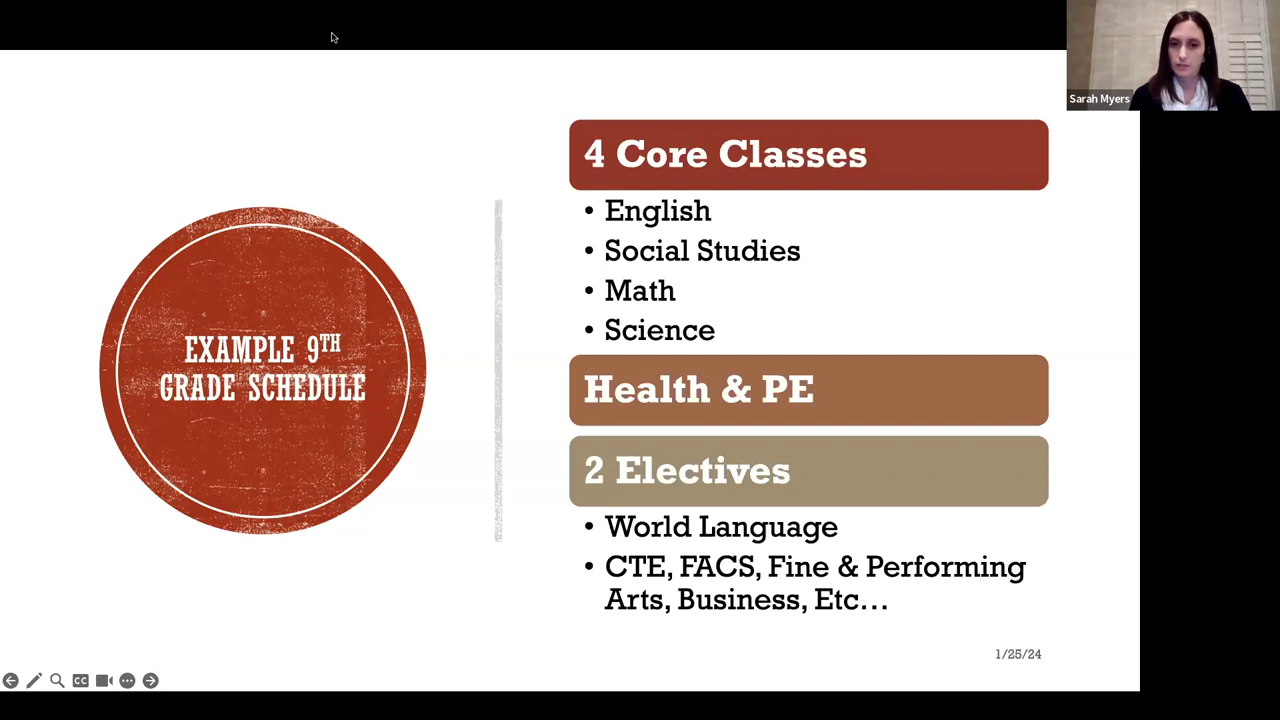 Sarah Myers
EXAMPLE 9TH
GRADE SCHEDULE
4 Core Classes
• English
• Social Studies
• Math
• Science
Health & PE
2 Electives
• World Language
• CTE, FACS, Fine & Performing
Arts, Business, Etc…
1/25/24
CC